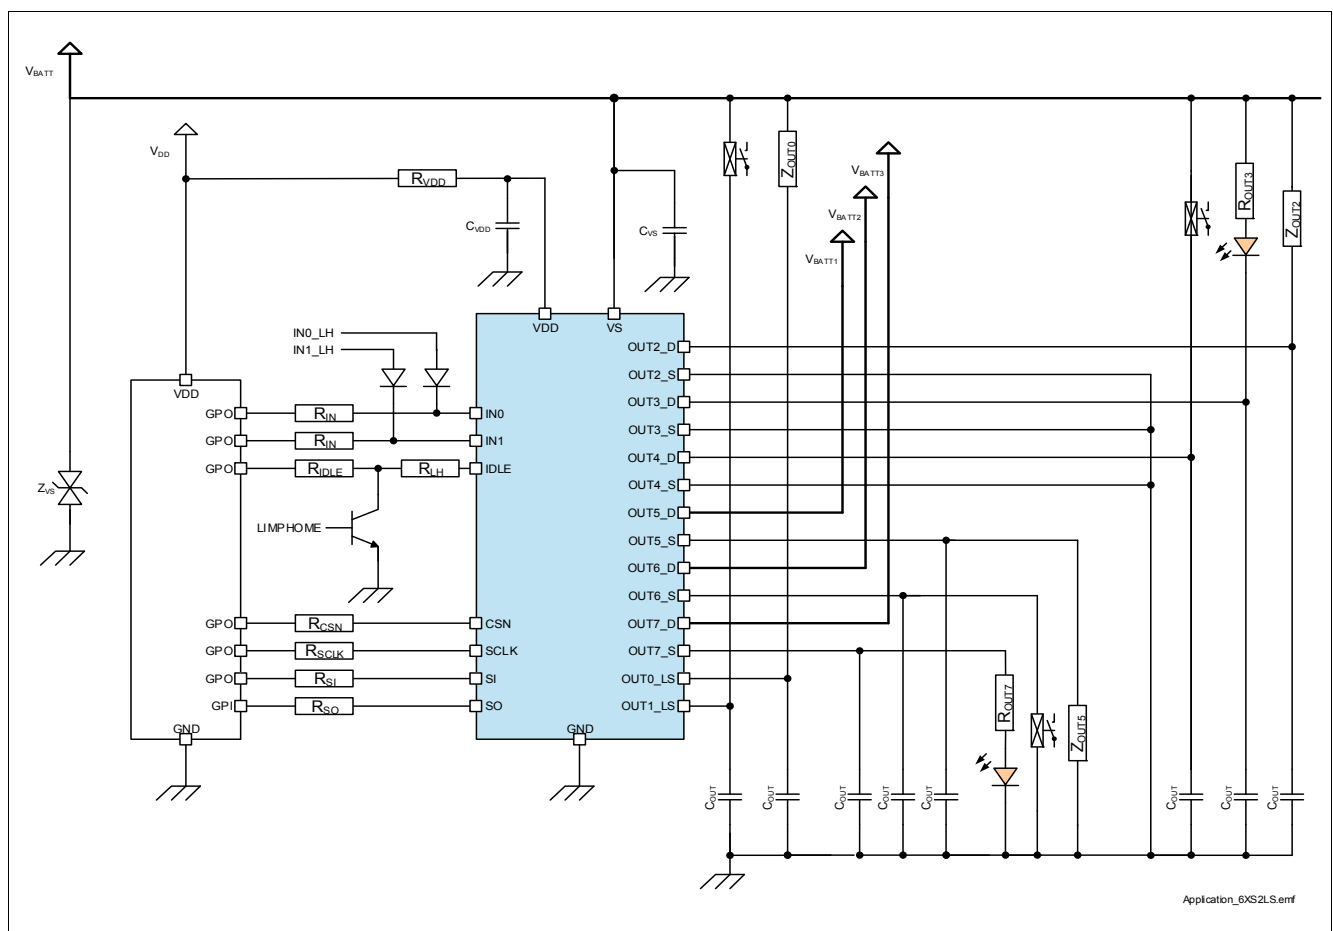 VBATT
VDD
RVDD
CVDD
CVS
ZOUT0
VBATT3
VBATT2
VBATT1
ROUT3
ZOUT2
IN0_LH
IN1_LH
VDD
VS
VDD
GPO
RIN
IN0
GPO
RIN
IN1
GPO
RIDLE
RLH
IDLE
ZVS
LIMPHOME
GPO
RCSN
CSN
GPO
RSCLK
SCLK
GPO
RSI
SI
GPI
RSO
SO
GND
GND
OUT2_D
OUT2_S
OUT3_D
OUT3_S
OUT4_D
OUT4_S
OUT5_D
OUT5_S
OUT6_D
OUT6_S
OUT7_D
OUT7_S
OUT0_LS
OUT1_LS
ROUT7
ZOUT5
COUT
COUT
COUT
COUT
COUT
COUT
COUT
COUT
Application_6XS2LS.emf